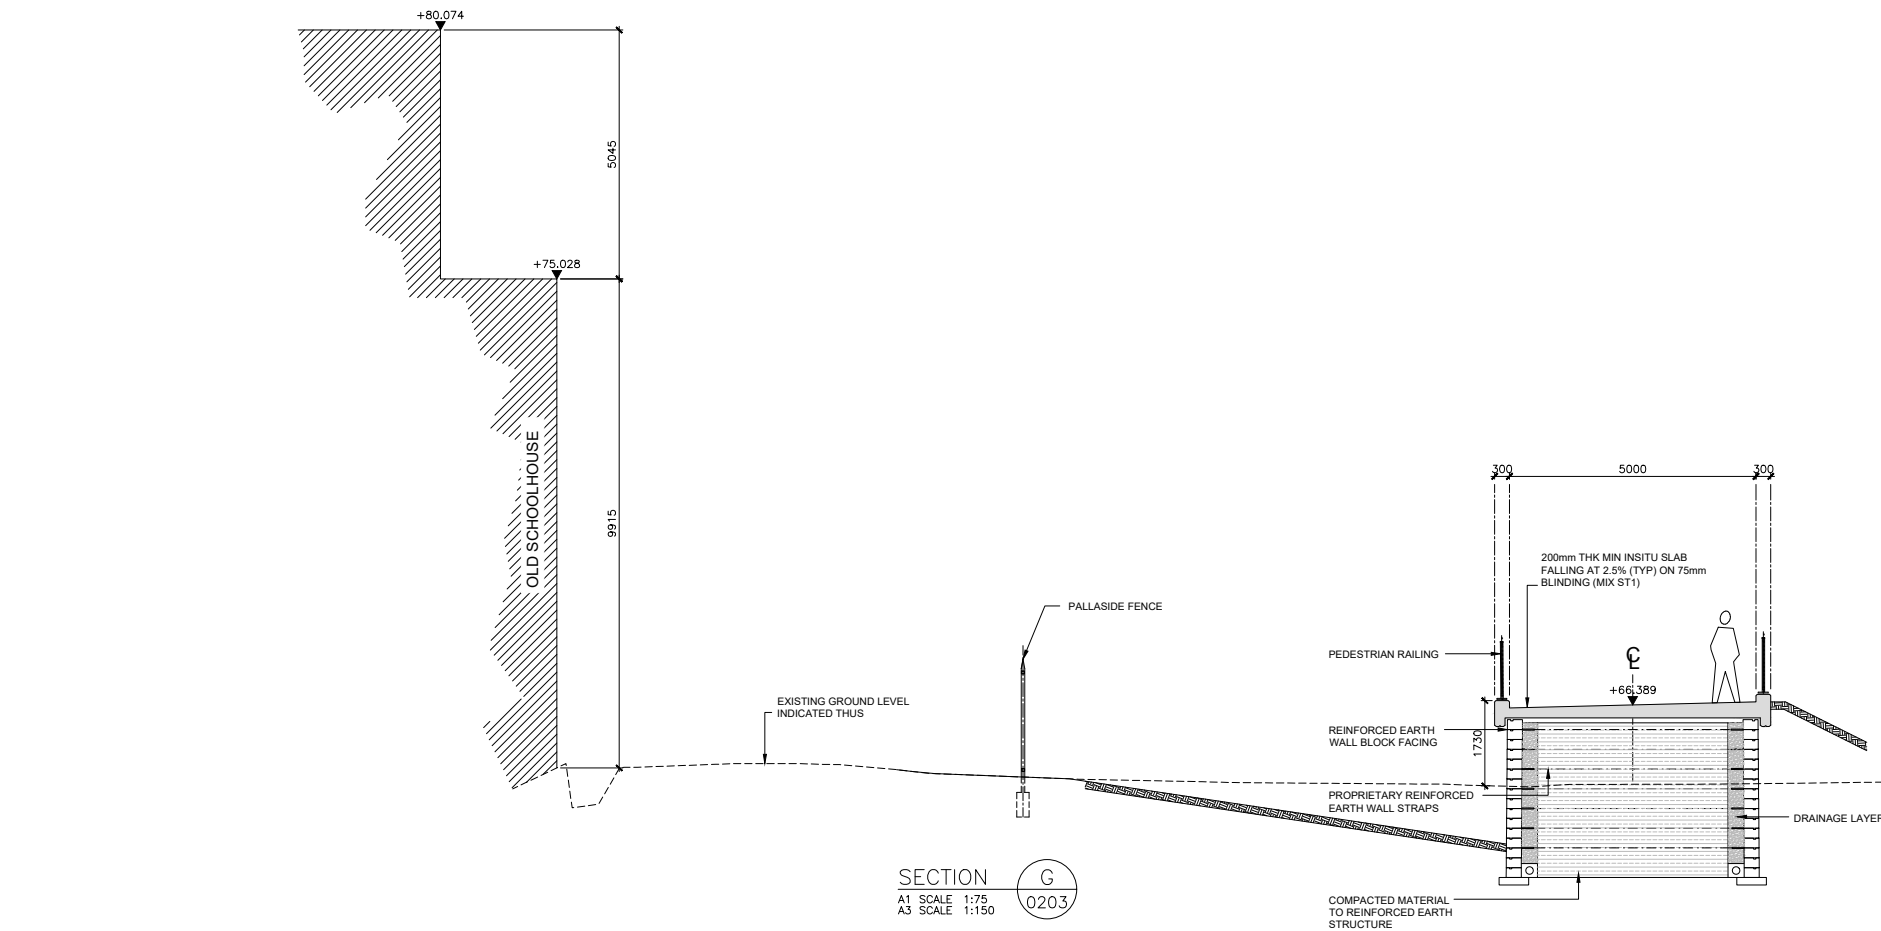 +80.074
5045
+75.028
OLD SCHOOLHOUSE
9915
300
5000
300
200mm THK MIN INSITU SLAB
FALLING AT 2.5% (TYP) ON 75mm
BLINDING (MIX ST1)
PALLASIDE FENCE
PEDESTRIAN RAILING
℄
+66.389
EXISTING GROUND LEVEL
INDICATED THUS
REINFORCED EARTH
WALL BLOCK FACING
1730
PROPRIETARY REINFORCED
EARTH WALL STRAPS
DRAINAGE LAYER
SECTION
A1 SCALE 1:75
A3 SCALE 1:150
G
0203
COMPACTED MATERIAL
TO REINFORCED EARTH
STRUCTURE